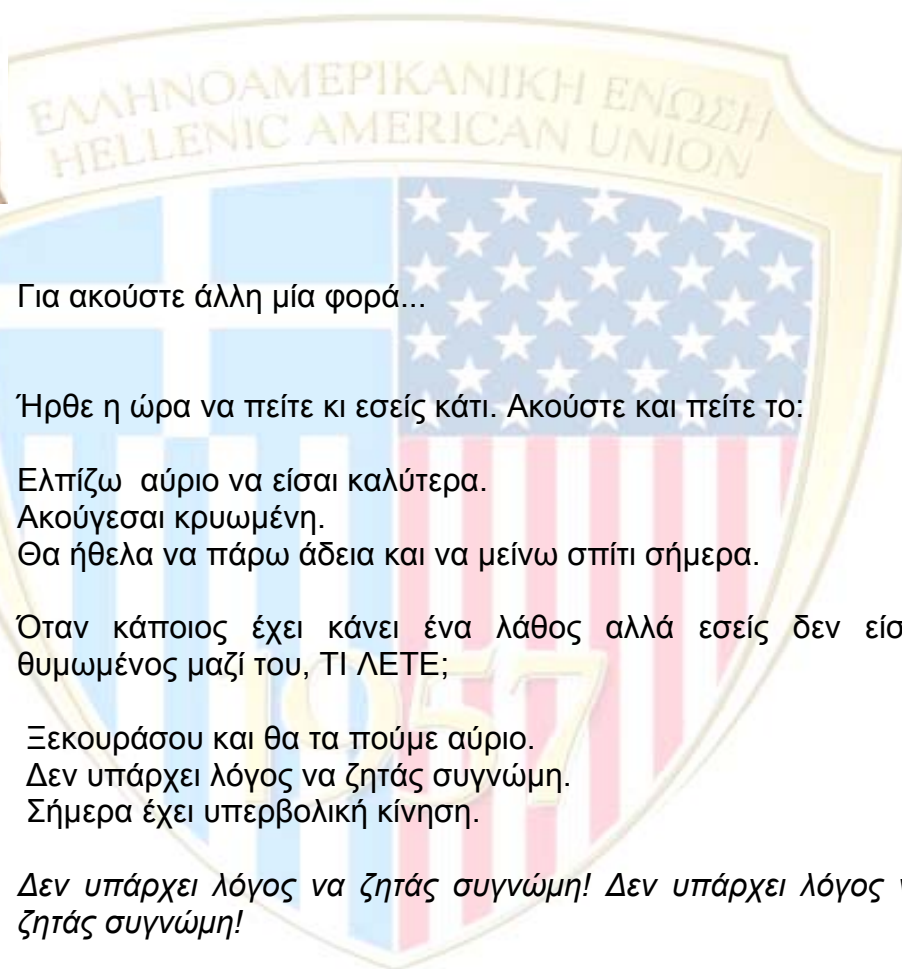 ΕΛΛΗΝΟΑΜΕΡΙΚΑΝΙΚΗ ΕΝΩΣΗ
HELLENIC AMERICAN UNION
Για ακούστε άλλη μία φορά...
Ήρθε η ώρα να πείτε κι εσείς κάτι. Ακούστε και πείτε το:
Ελπίζω αύριο να είσαι καλύτερα.
Ακούγεσαι κρυωμένη.
Θα ήθελα να πάρω άδεια και να μείνω σπίτι σήμερα.
Όταν κάποιος έχει κάνει ένα λάθος αλλά εσείς δεν είσ
θυμωμένος μαζί του, ΤΙ ΛΕΤΕ;
1957
Ξεκουράσου και θα τα πούμε αύριο.
Δεν υπάρχει λόγος να ζητάς συγνώμη.
Σήμερα έχει υπερβολική κίνηση.
Δεν υπάρχει λόγος να ζητάς συγνώμη! Δεν υπάρχει λόγος
ζητάς συγνώμη!